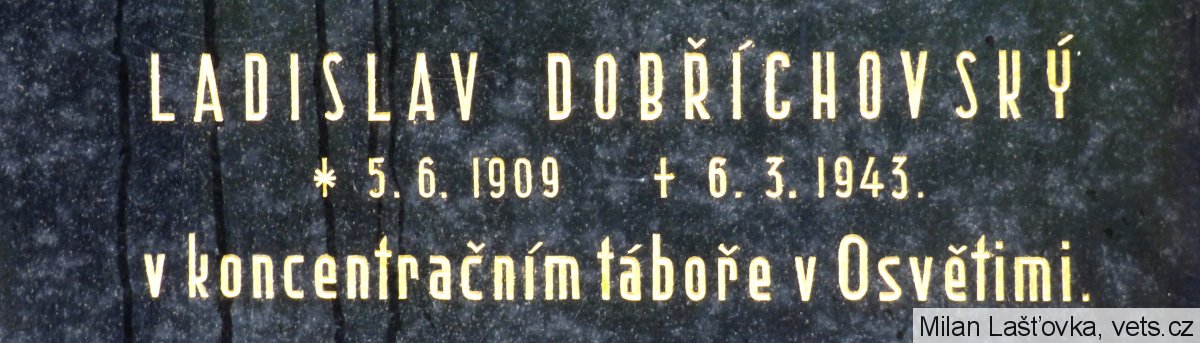 LADISLAV DOBŘÍCHOVSKÝ
* 5. 6. 1909 † 6. 3. 1943.
v koncentračním táboře v Osvětimi.
Milan Lašťovka, vets.cz